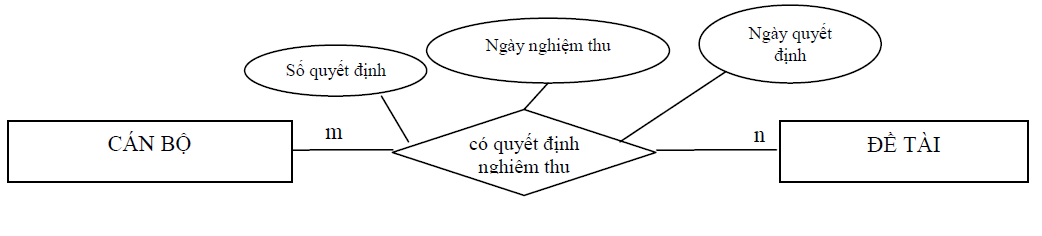 Số quyết định
Ngày nghiệm thu
Ngày quyết
định
CÁN BỘ
m
có quyết định
nghiệm thu
n
ĐỀ TÀI